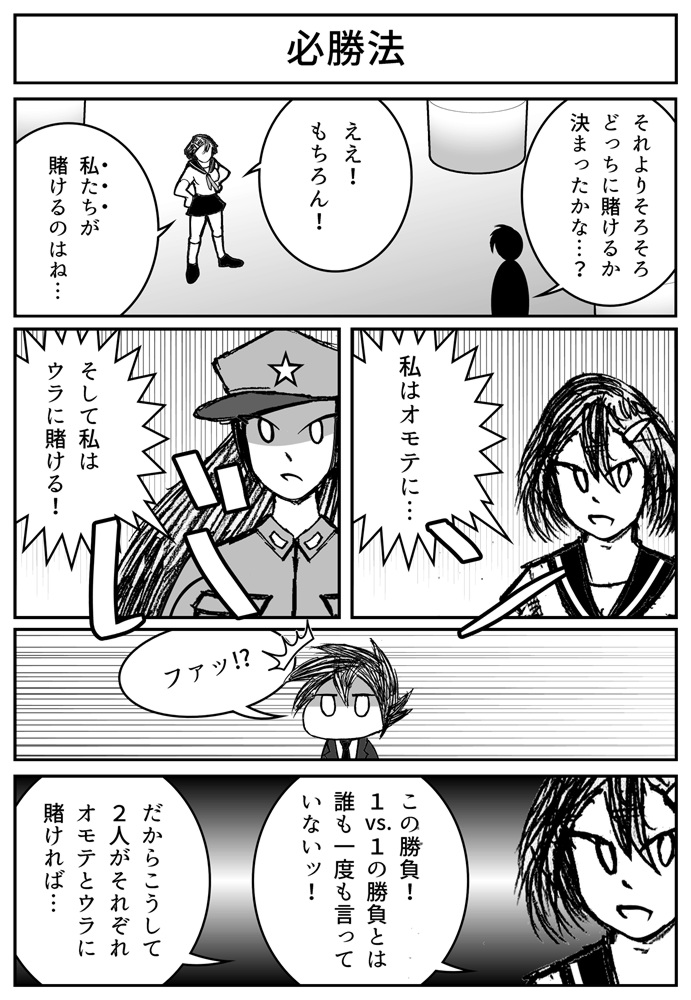 必勝法
それよりそろそろ
どっちに賭けるか
決まったかな…?
ええ!
もちろん!
私たちが
賭けるのはね…
私はオモテに…
そして私は
ウラに賭ける!
バン
バン
ファッ!?
この勝負!
1vs.1の勝負とは
誰も一度も言って
いないッ!
だからこうして
2人がそれぞれ
オモテとウラに
賭ければ…